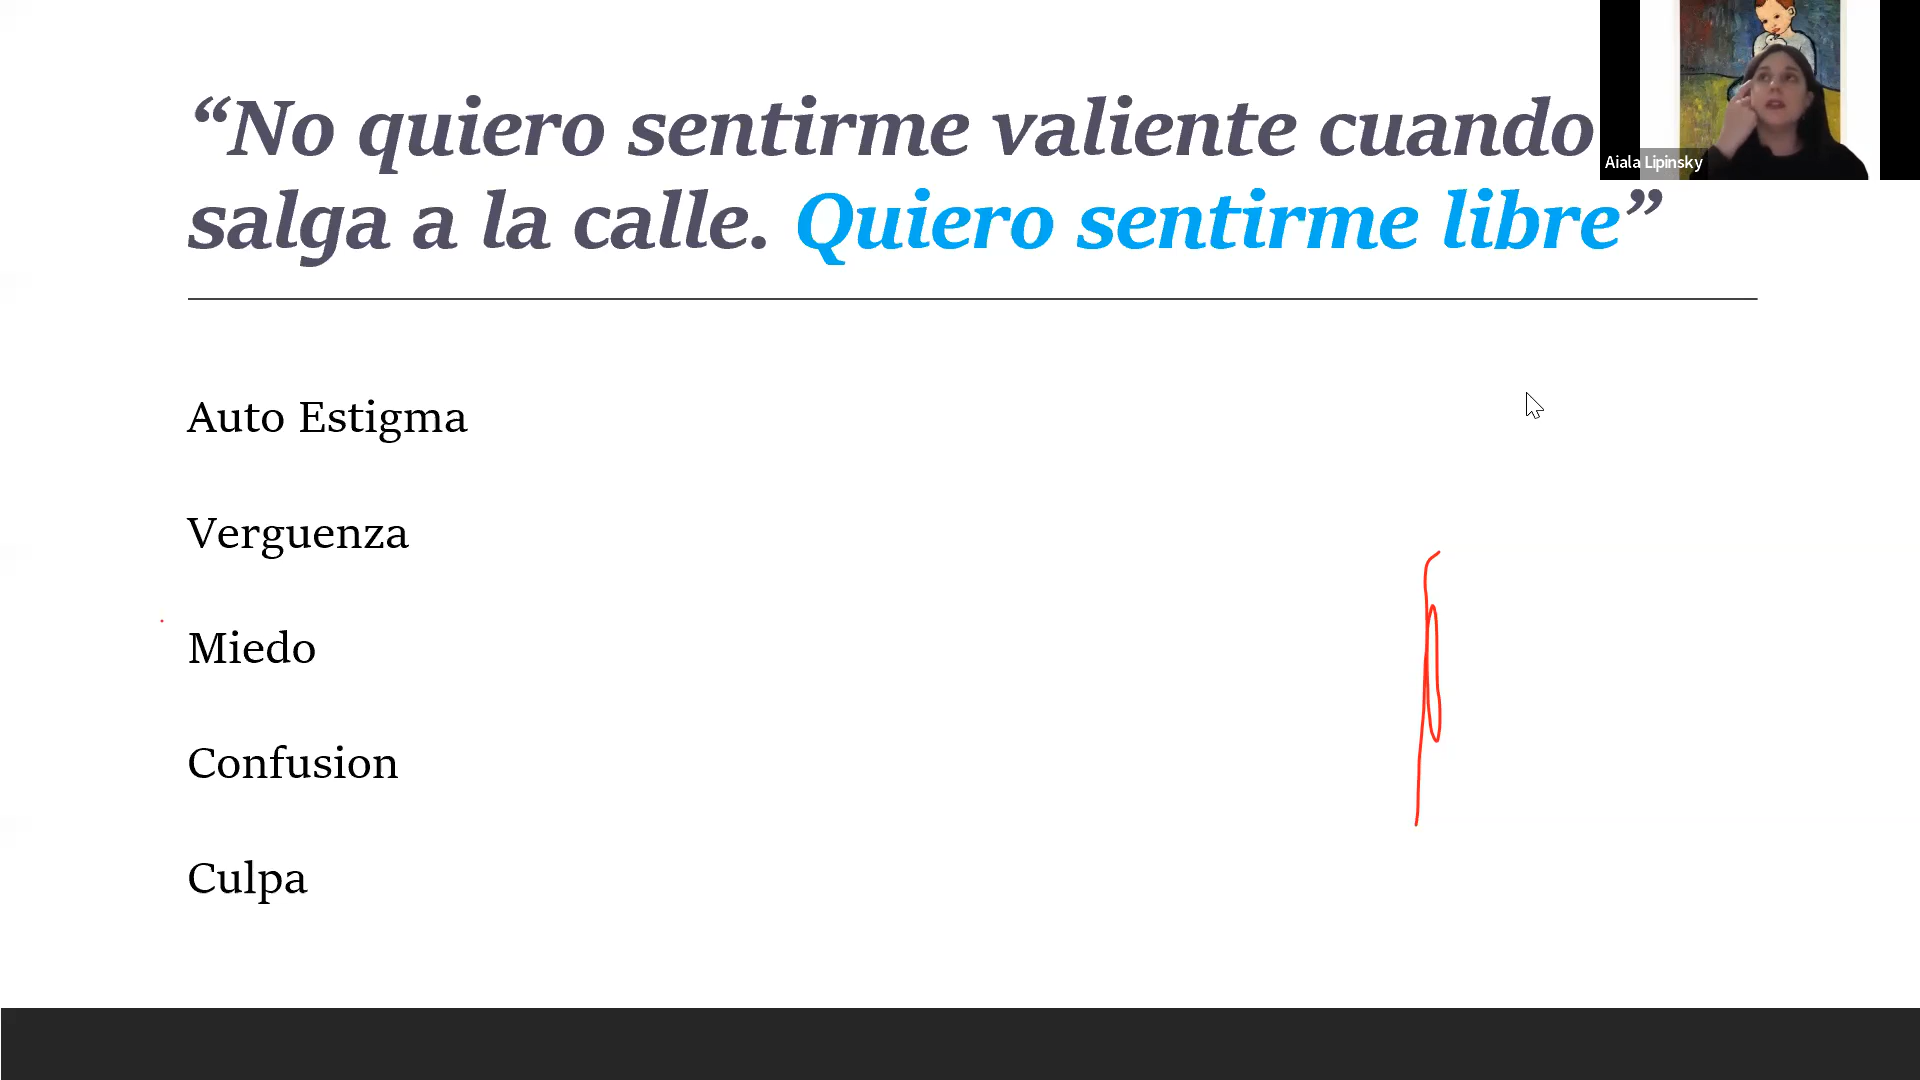 “No quiero sentirme valiente cuando
salga a la calle. Quiero sentirme libre”
Aiala Lipinsky
Auto Estigma
Verguenza
Miedo
Confusion
Culpa